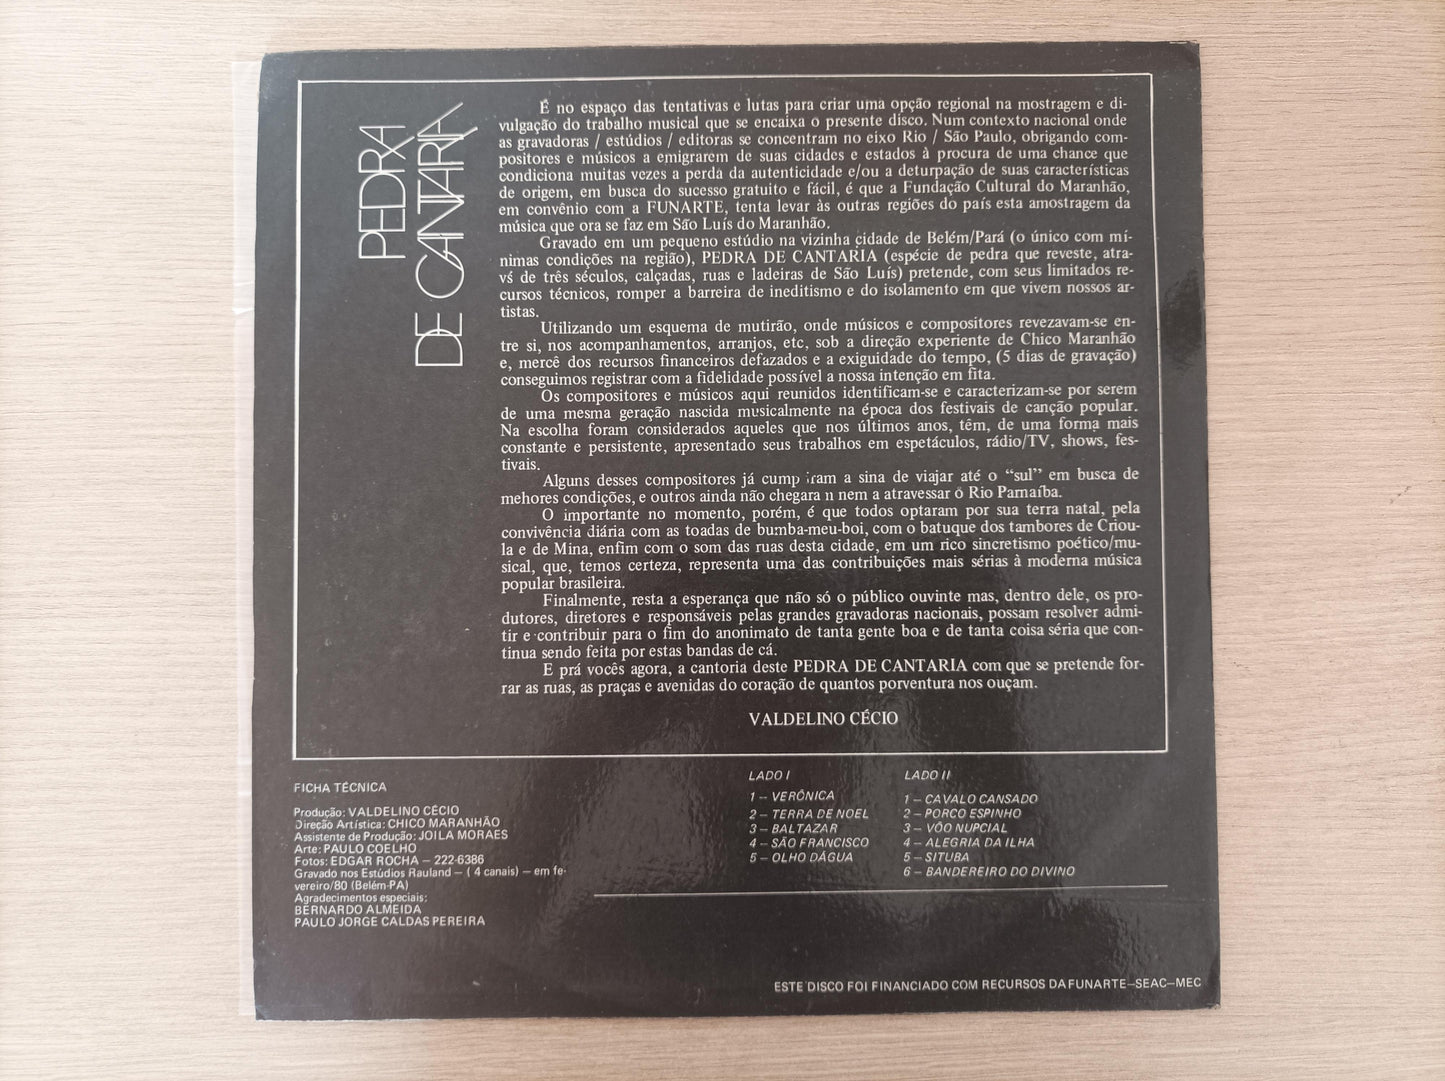 PEDRA
DE CANTARIA
É no espaço das tentativas e lutas para criar uma opção regional na mostragem e di-
vulgação do trabalho musical que se encaixa o presente disco. Num contexto nacional onde
as gravadoras / estúdios / editoras se concentram no eixo Rio / São Paulo, obrigando com-
positores e músicos a emigrarem de suas cidades e estados à procura de uma chance que
condiciona muitas vezes a perda da autenticidade e/ou a deturpação de suas características
de origem, em busca do sucesso gratuito e fácil, é que a Fundação Cultural do Maranhão,
em convênio com a FUNARTE, tenta levar às outras regiões do país esta amostragem da
música que ora se faz em São Luís do Maranhão.
Gravado em um pequeno estúdio na vizinha cidade de Belém/Pará (o único com mí-
nimas condições na região), PEDRA DE CANTARIA (espécie de pedra que reveste, atra-
vś de três séculos, calçadas, ruas e ladeiras de São Luís) pretende, com seus limitados re-
cursos técnicos, romper a barreira de ineditismo e do isolamento em que vivem nossos ar-
tistas.
Utilizando um esquema de mutirão, onde músicos e compositores revezavam-se en-
tre si, nos acompanhamentos, arranjos, etc, sob a direção experiente de Chico Maranhão
e, mercê dos recursos financeiros defazados e a exiguidade do tempo, (5 dias de gravação)
conseguimos registrar com a fidelidade possível a nossa intenção em fita.
Os compositores e músicos aqui reunidos identificam-se e caracterizam-se por serem
de uma mesma geração nascida musicalmente na época dos festivais de canção popular.
Na escolha foram considerados aqueles que nos últimos anos, têm, de uma forma mais
constante e persistente, apresentado seus trabalhos em espetáculos, rádio/TV, shows, fes-
tivais.
Alguns desses compositores já cumpriram a sina de viajar até o “sul” em busca de
mehores condições, e outros ainda não chegaram nem a atravessar o Rio Parnaíba.
O importante no momento, porém, é que todos optaram por sua terra natal, pela
convivência diária com as toadas de bumba-meu-boi, com o batuque dos tambores de Criou-
la e de Mina, enfim com o som das ruas desta cidade, em um rico sincretismo poético/mu-
sical, que, temos certeza, representa uma das contribuições mais sérias à moderna música
popular brasileira.
Finalmente, resta a esperança que não só o público ouvinte mas, dentro dele, os pro-
dutores, diretores e responsáveis pelas grandes gravadoras nacionais, possam resolver admi-
tir e contribuir para o fim do anonimato de tanta gente boa e de tanta coisa séria que con-
tinua sendo feita por estas bandas de cá.
E prá vocês agora, a cantoria deste PEDRA DE CANTARIA com que se pretende for-
rar as ruas, as praças e avenidas do coração de quantos porventura nos ouçam.
VALDELINO CÉCIO
FICHA TÉCNICA
Produção: VALDELINO CÉCIO
Direção Artística: CHICO MARANHÃO
Assistente de Produção: JOILA MORAES
Arte: PAULO COELHO
Fotos: EDGAR ROCHA — 222-6386
Gravado nos Estúdios Rauland — ( 4 canais) — em fe-
vereiro/80 (Belém-PA)
Agradecimentos especiais:
BERNARDO ALMEIDA
PAULO JORGE CALDAS PEREIRA
LADO I
1 — VERÔNICA
2 — TERRA DE NOEL
3 — BALTAZAR
4 — SÃO FRANCISCO
5 — OLHO DÁGUA
LADO II
1 — CAVALO CANSADO
2 — PORCO ESPINHO
3 — VÔO NUPCIAL
4 — ALEGRIA DA ILHA
5 — SITUBA
6 — BANDEREIRO DO DIVINO
ESTE DISCO FOI FINANCIADO COM RECURSOS DA FUNARTE—SEAC—MEC